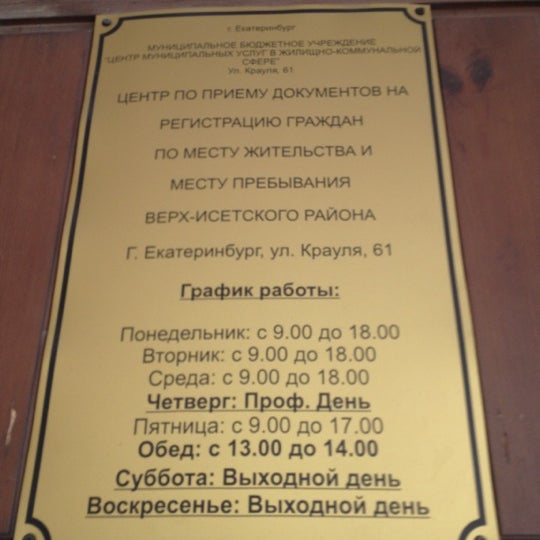 г. Екатеринбург
МУНИЦИПАЛЬНОЕ БЮДЖЕТНОЕ УЧРЕЖДЕНИЕ
"ЦЕНТР МУНИЦИПАЛЬНЫХ УСЛУГ В ЖИЛИЩНО-КОММУНАЛЬНОЙ
СФЕРЕ"
Ул. Крауля, 61
ЦЕНТР ПО ПРИЕМУ ДОКУМЕНТОВ НА
РЕГИСТРАЦИЮ ГРАЖДАН
ПО МЕСТУ ЖИТЕЛЬСТВА И
МЕСТУ ПРЕБЫВАНИЯ
ВЕРХ-ИСЕТСКОГО РАЙОНА
Г. Екатеринбург, ул. Крауля, 61
График работы:
Понедельник: с 9.00 до 18.00
Вторник: с 9.00 до 18.00
Среда: с 9.00 до 18.00
Четверг: Проф. День
Пятница: с 9.00 до 17.00
Обед: с 13.00 до 14.00
Суббота: Выходной день
Воскресенье: Выходной день